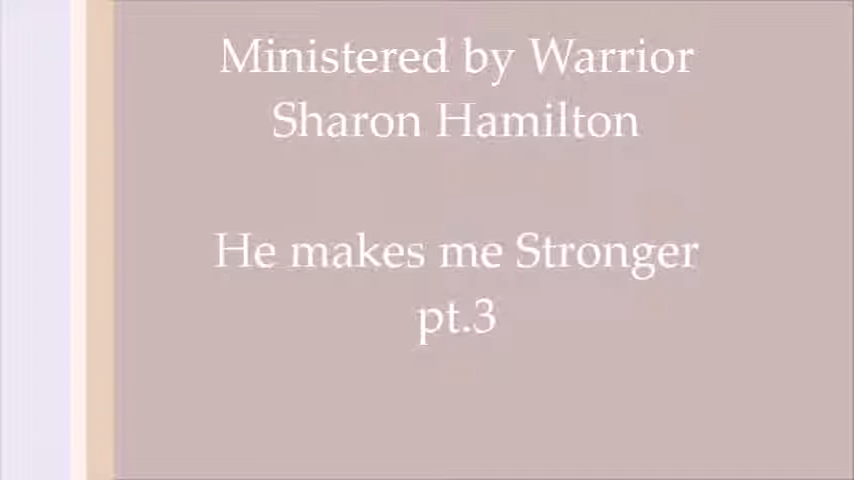 Ministered by Warrior
Sharon Hamilton
He makes me Stronger
pt.3